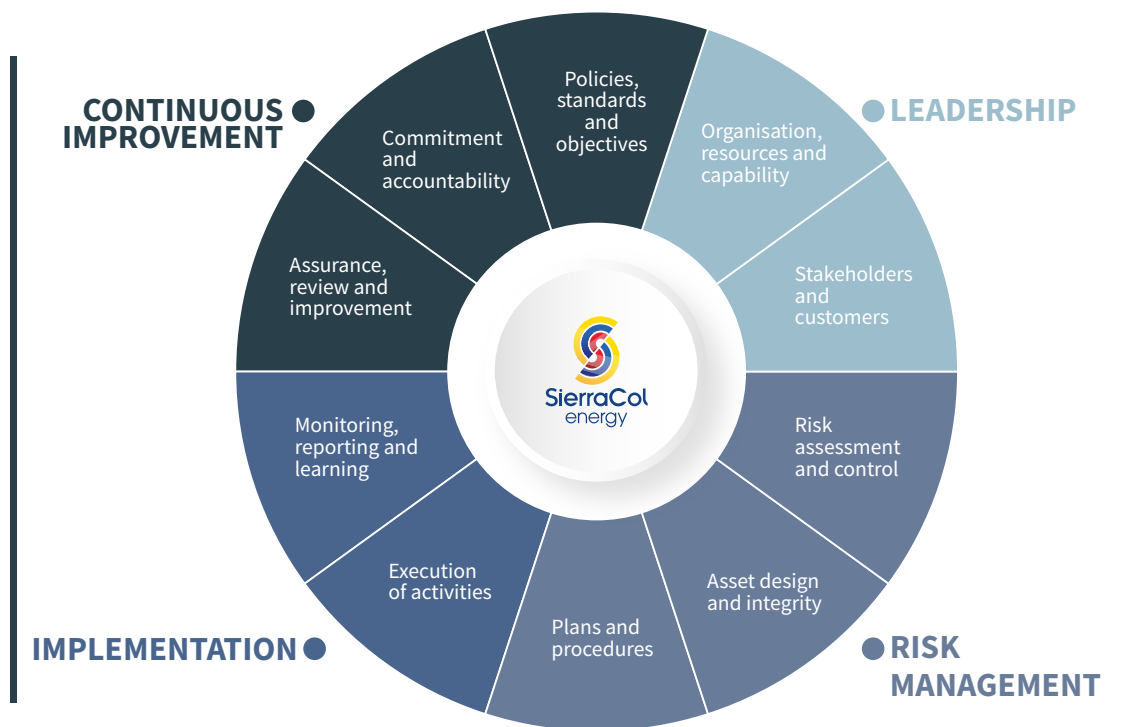 CONTINUOUS
IMPROVEMENT
LEADERSHIP
Policies,
standards
and
objectives
Organisation,
resources and
capability
Stakeholders
and
customers
Risk
assessment
and control
Asset design
and integrity
Plans and
procedures
Execution
of activities
Monitoring,
reporting and
learning
Assurance,
review and
improvement
Commitment
and
accountability
SierraCol
energy
IMPLEMENTATION
RISK
MANAGEMENT